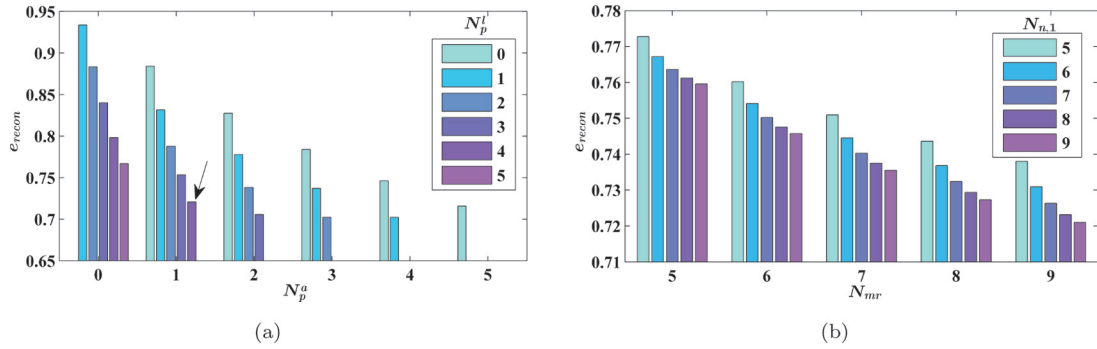 0.95
0.9
0.85
0.8
0.75
0.7
0.65
e_recon
0 1 2 3 4 5
N_p^a
N_p^l
0
1
2
3
4
5
(a)
0.78
0.77
0.76
0.75
0.74
0.73
0.72
0.71
e_recon
5 6 7 8 9
N_mr
N_n,1
5
6
7
8
9
(b)